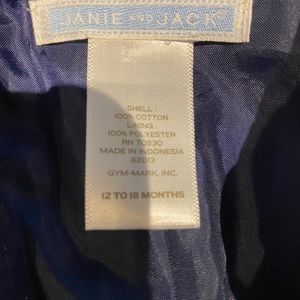 JANIE AND JACK
SHELL:
100% COTTON
LINING:
100% POLYESTER
RN 70530
MADE IN INDONESIA
©2013
GYM-MARK, INC.
12 TO 18 MONTHS